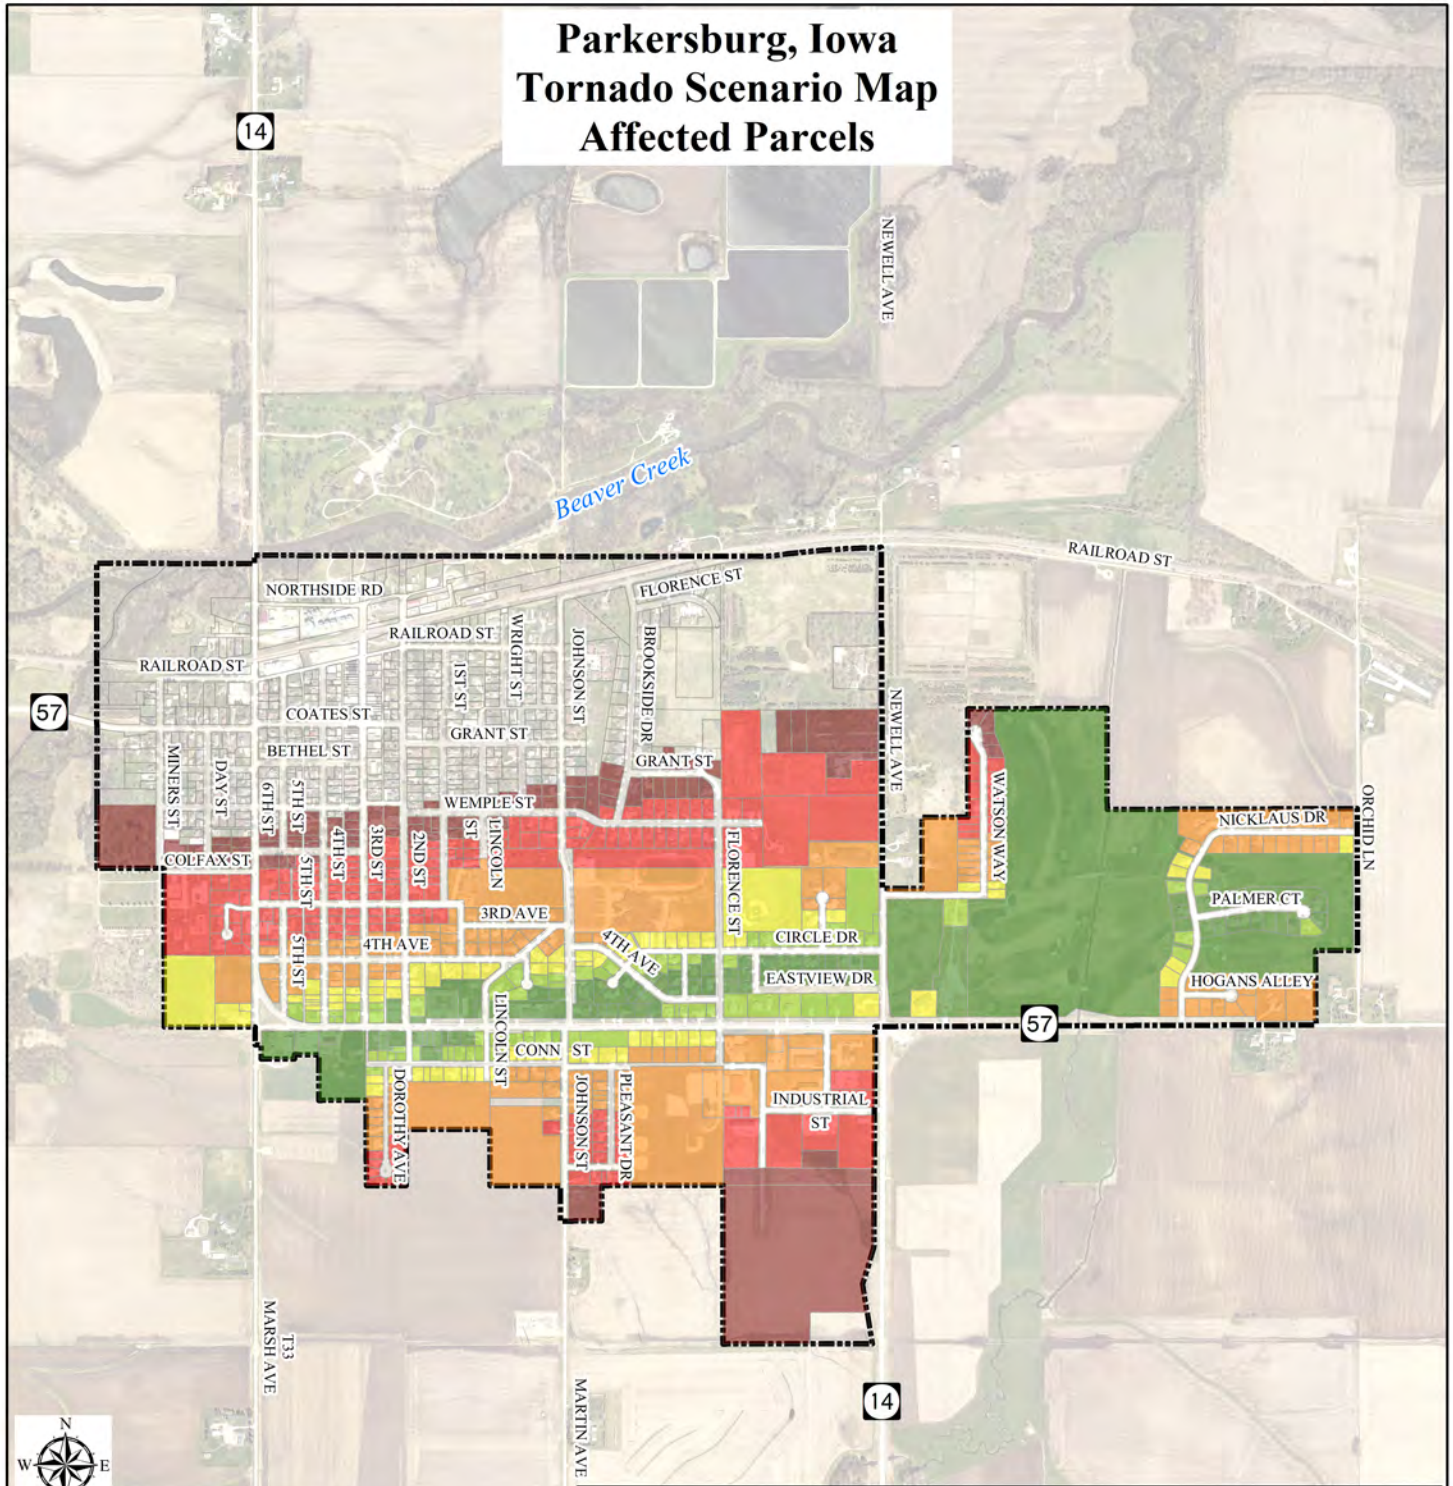 Parkersburg, Iowa
Tornado Scenario Map
Affected Parcels
14
NEWELL AVE
Beaver Creek
RAILROAD ST
NORTHSIDE RD
FLORENCE ST
RAILROAD ST
WRIGHT ST
JOHNSON ST
BROOKSIDE DR
RAILROAD ST
1ST ST
57
COATES ST
NEWELL AVE
GRANT ST
BETHEL ST
GRANT ST
MINERS ST
DAY ST
6TH ST
5TH ST
WATSON WAY
ORCHID LN
WEMPLE ST
NICKLAUS DR
4TH ST
3RD ST
2ND ST
LINCOLN
ST
FLORENCE ST
COLFAX ST
5TH ST
PALMER CT
3RD AVE
4TH AVE
4TH AVE
CIRCLE DR
5TH ST
EASTVIEW DR
HOGANS ALLEY
LINCOLN ST
57
CONN ST
DOROTHY AVE
JOHNSON ST
PLEASANT DR
INDUSTRIAL
ST
T33
MARSH AVE
MARTIN AVE
14
N
W
E